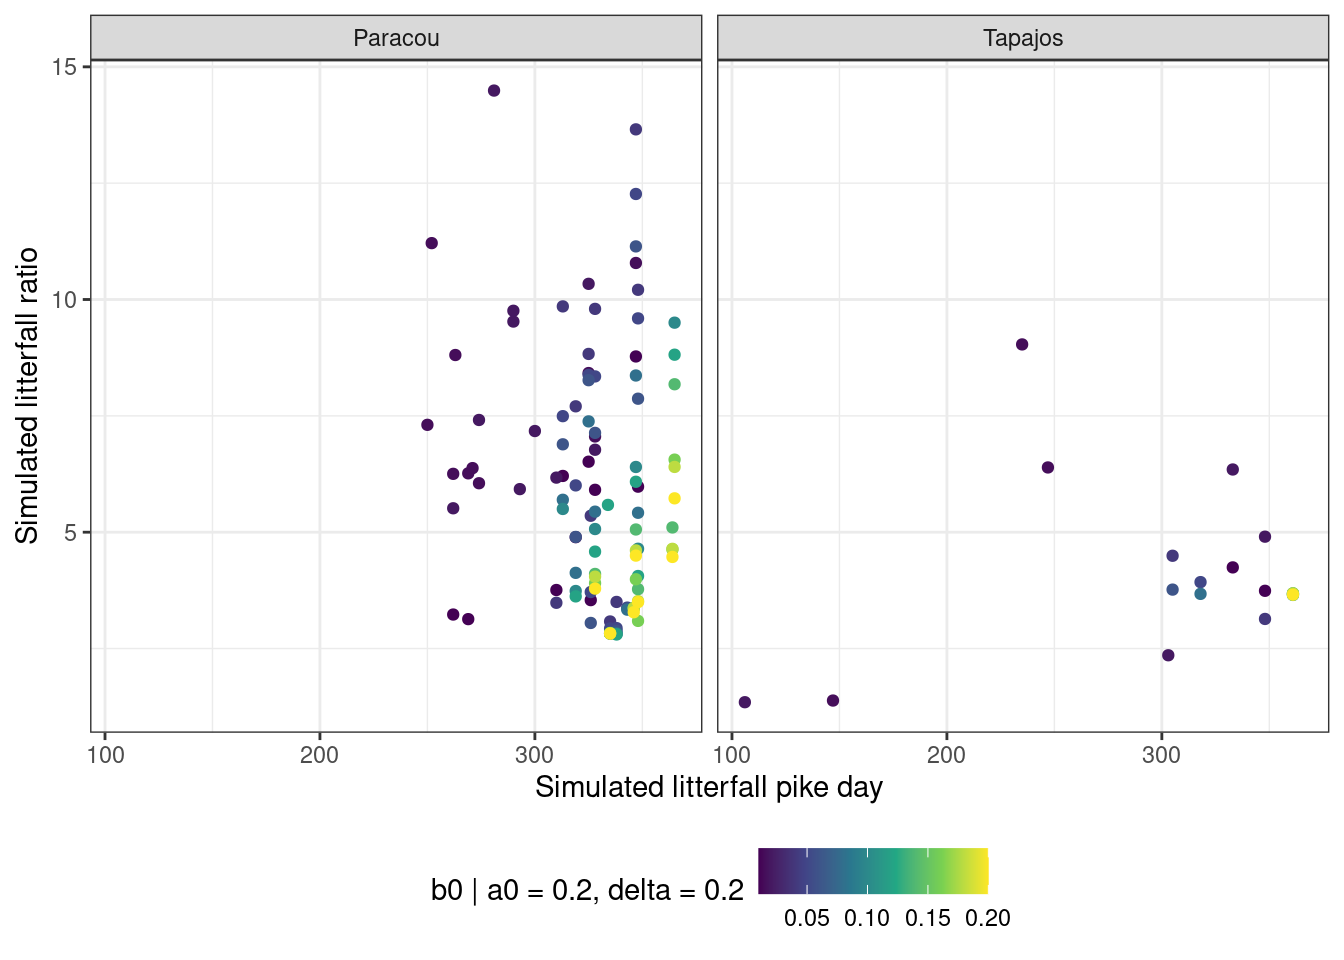 Paracou
Tapajos
15
10
5
Simulated litterfall ratio
100 200 300
100 200 300
Simulated litterfall pike day
b0 | a0 = 0.2, delta = 0.2
0.05 0.10 0.15 0.20